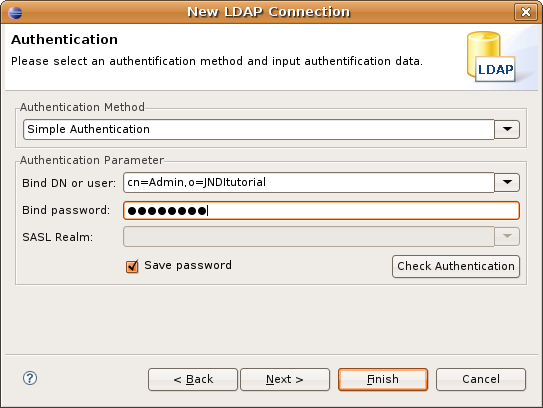 New LDAP Connection
Authentication
Please select an authentification method and input authentification data.
LDAP
Authentication Method
Simple Authentication
Authentication Parameter
Bind DN or user: cn=Admin,o=JNDItutorial
Bind password: ●●●●●●●●
SASL Realm:
Save password
Check Authentication
?
< Back
Next >
Finish
Cancel